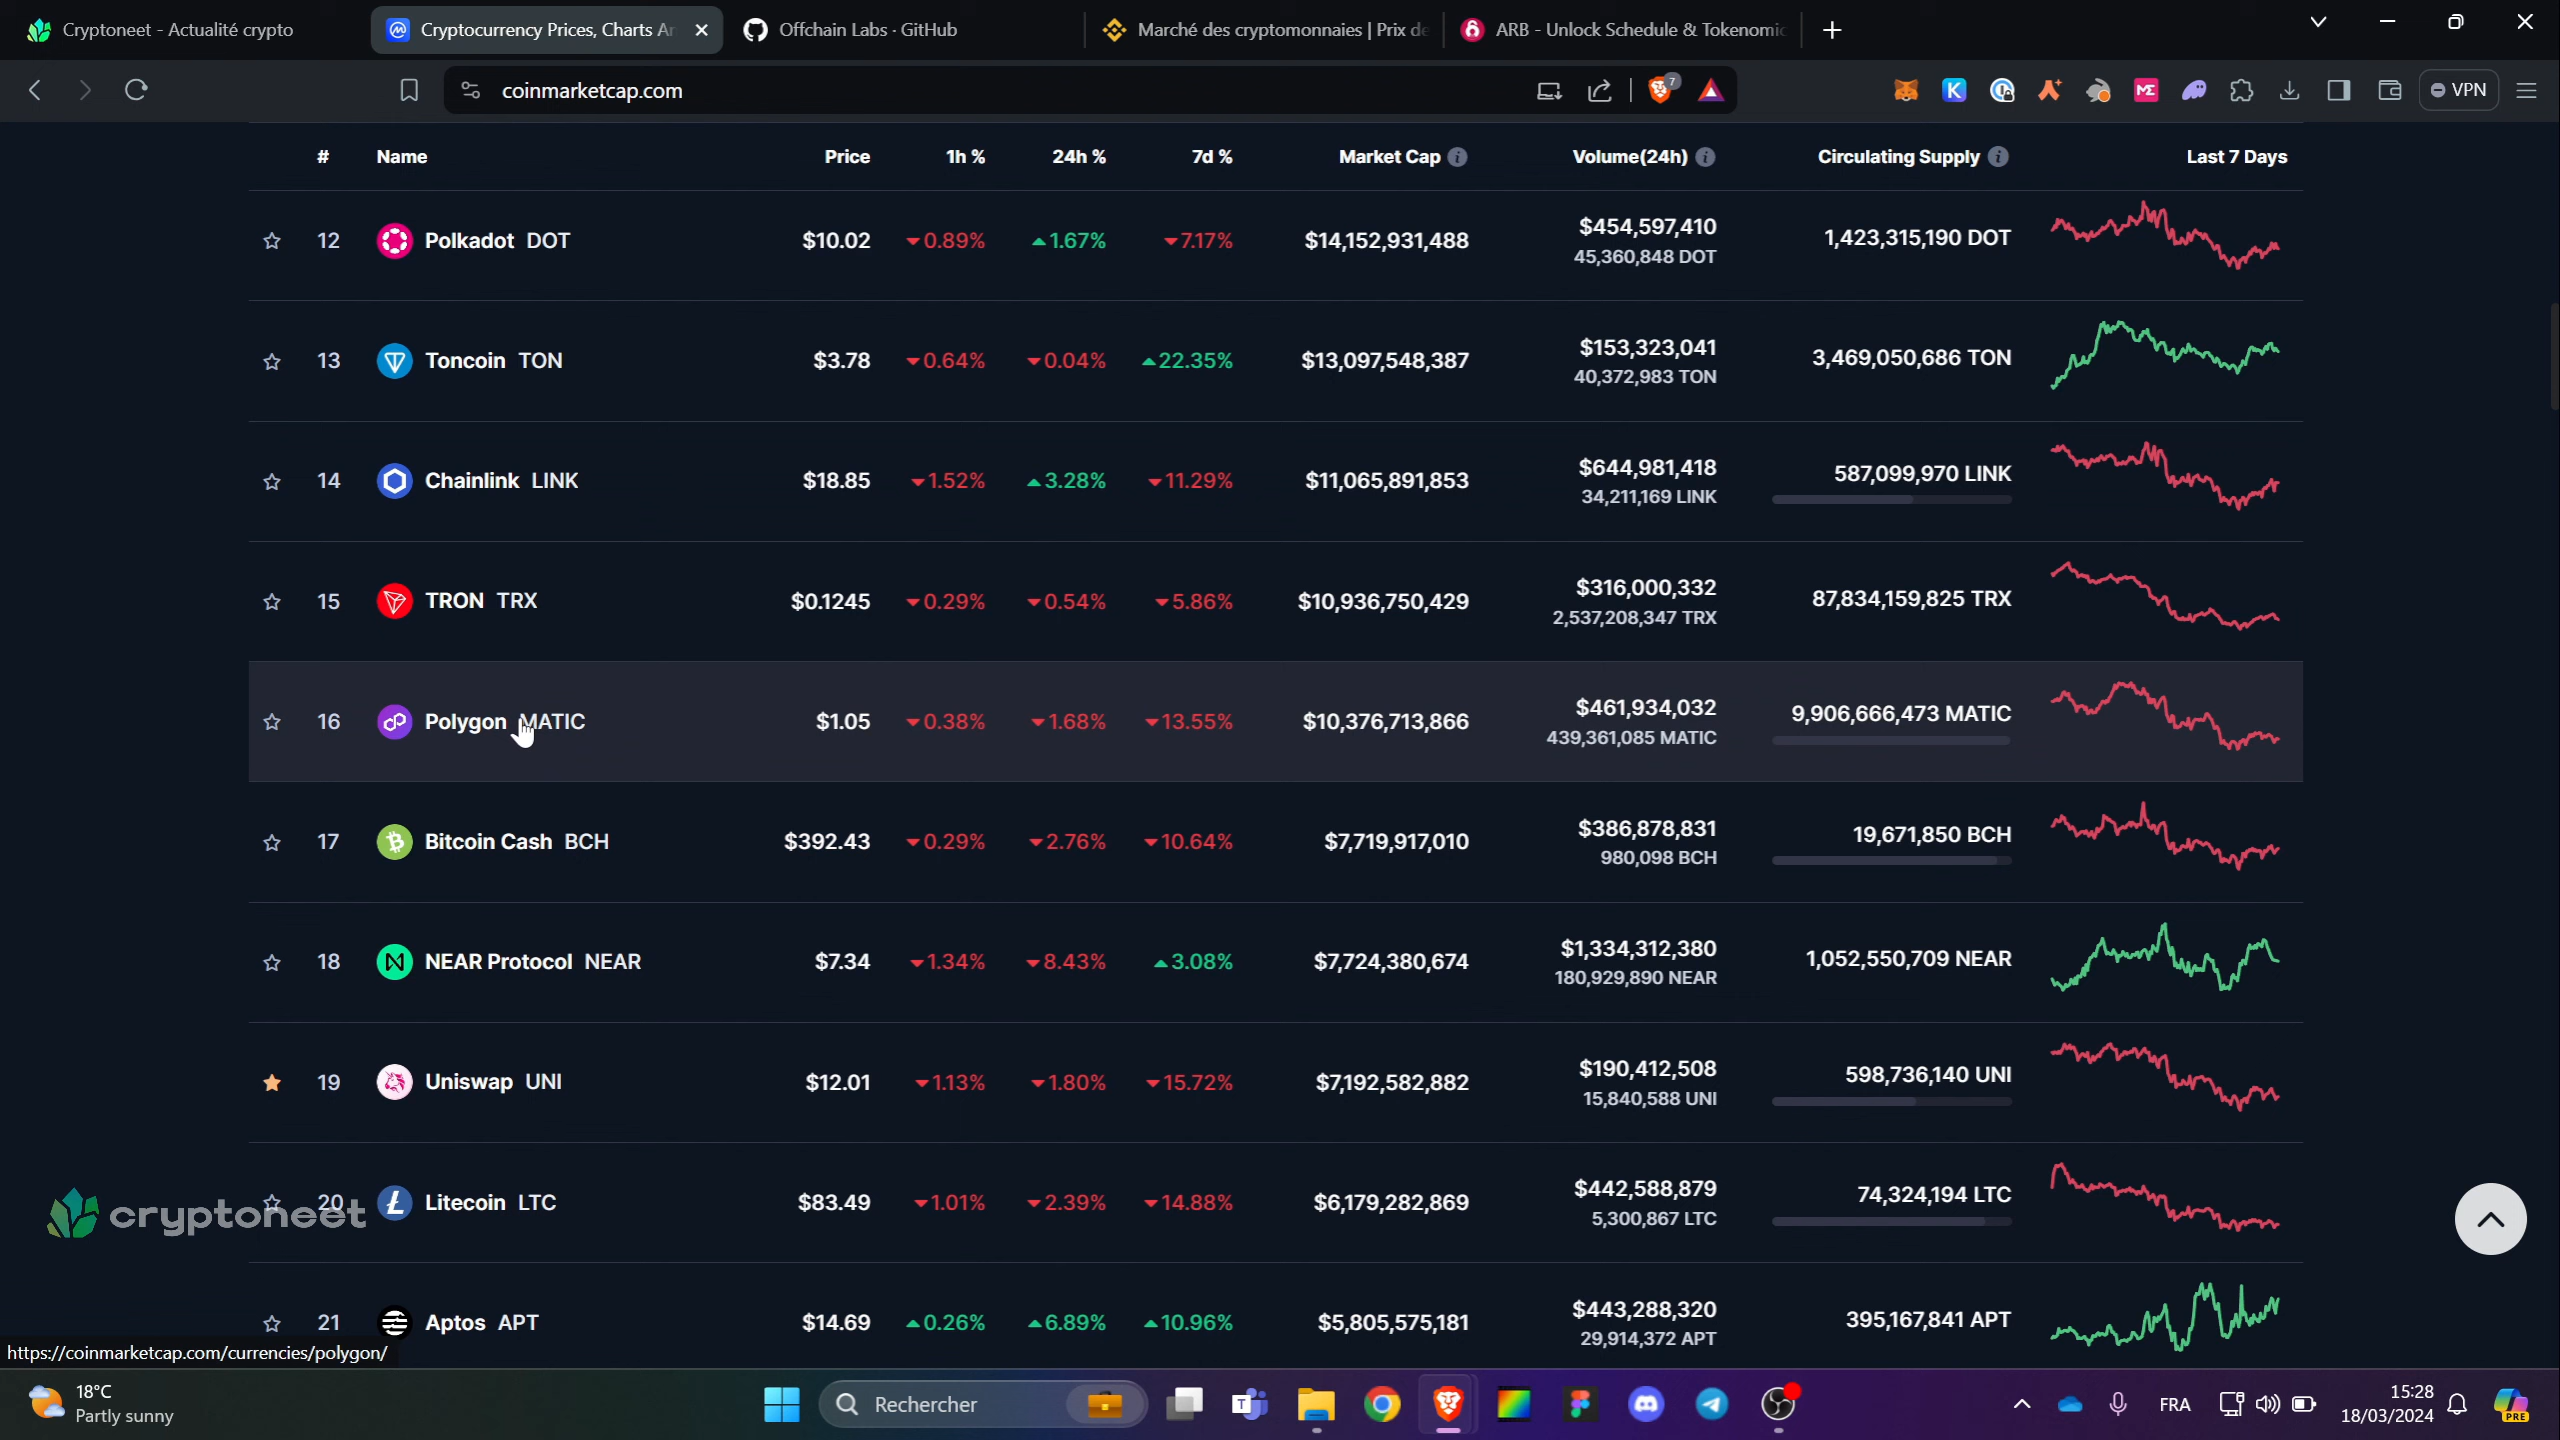 Cryptoneet - Actualité crypto
Cryptocurrency Prices, Charts Ar
Offchain Labs · GitHub
Marché des cryptomonnaies | Prix de
ARB - Unlock Schedule & Tokenomic
coinmarketcap.com
7
K
ME
VPN
# Name Price 1h % 24h % 7d % Market Cap Volume(24h) Circulating Supply Last 7 Days
12 Polkadot DOT $10.02 0.89% 1.67% 7.17% $14,152,931,488 $454,597,410 1,423,315,190 DOT
45,360,848 DOT
13 Toncoin TON $3.78 0.64% 0.04% 22.35% $13,097,548,387 $153,323,041 3,469,050,686 TON
40,372,983 TON
14 Chainlink LINK $18.85 1.52% 3.28% 11.29% $11,065,891,853 $644,981,418 587,099,970 LINK
34,211,169 LINK
15 TRON TRX $0.1245 0.29% 0.54% 5.86% $10,936,750,429 $316,000,332 87,834,159,825 TRX
2,537,208,347 TRX
16 Polygon MATIC $1.05 0.38% 1.68% 13.55% $10,376,713,866 $461,934,032 9,906,666,473 MATIC
439,361,085 MATIC
17 Bitcoin Cash BCH $392.43 0.29% 2.76% 10.64% $7,719,917,010 $386,878,831 19,671,850 BCH
980,098 BCH
18 NEAR Protocol NEAR $7.34 1.34% 8.43% 3.08% $7,724,380,674 $1,334,312,380 1,052,550,709 NEAR
180,929,890 NEAR
19 Uniswap UNI $12.01 1.13% 1.80% 15.72% $7,192,582,882 $190,412,508 598,736,140 UNI
15,840,588 UNI
20 Litecoin LTC $83.49 1.01% 2.39% 14.88% $6,179,282,869 $442,588,879 74,324,194 LTC
5,300,867 LTC
cryptoneet
21 Aptos APT $14.69 0.26% 6.89% 10.96% $5,805,575,181 $443,288,320 395,167,841 APT
29,914,372 APT
https://coinmarketcap.com/currencies/polygon/
18°C
Partly sunny
Rechercher
T
FRA
15:28
18/03/2024
PRE